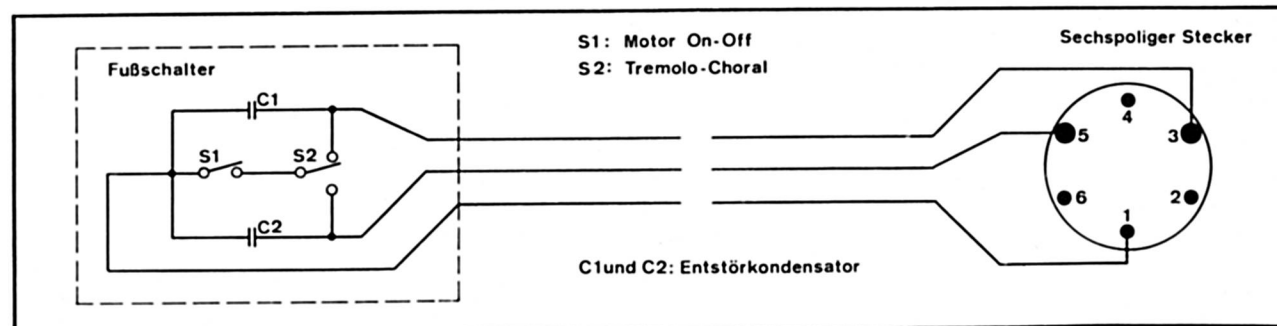 S1: Motor On-Off
S2: Tremolo-Choral
Sechspoliger Stecker
Fußschalter
C1
S1
S2
C2
4
5
3
6
2
1
C1und C2: Entstörkondensator